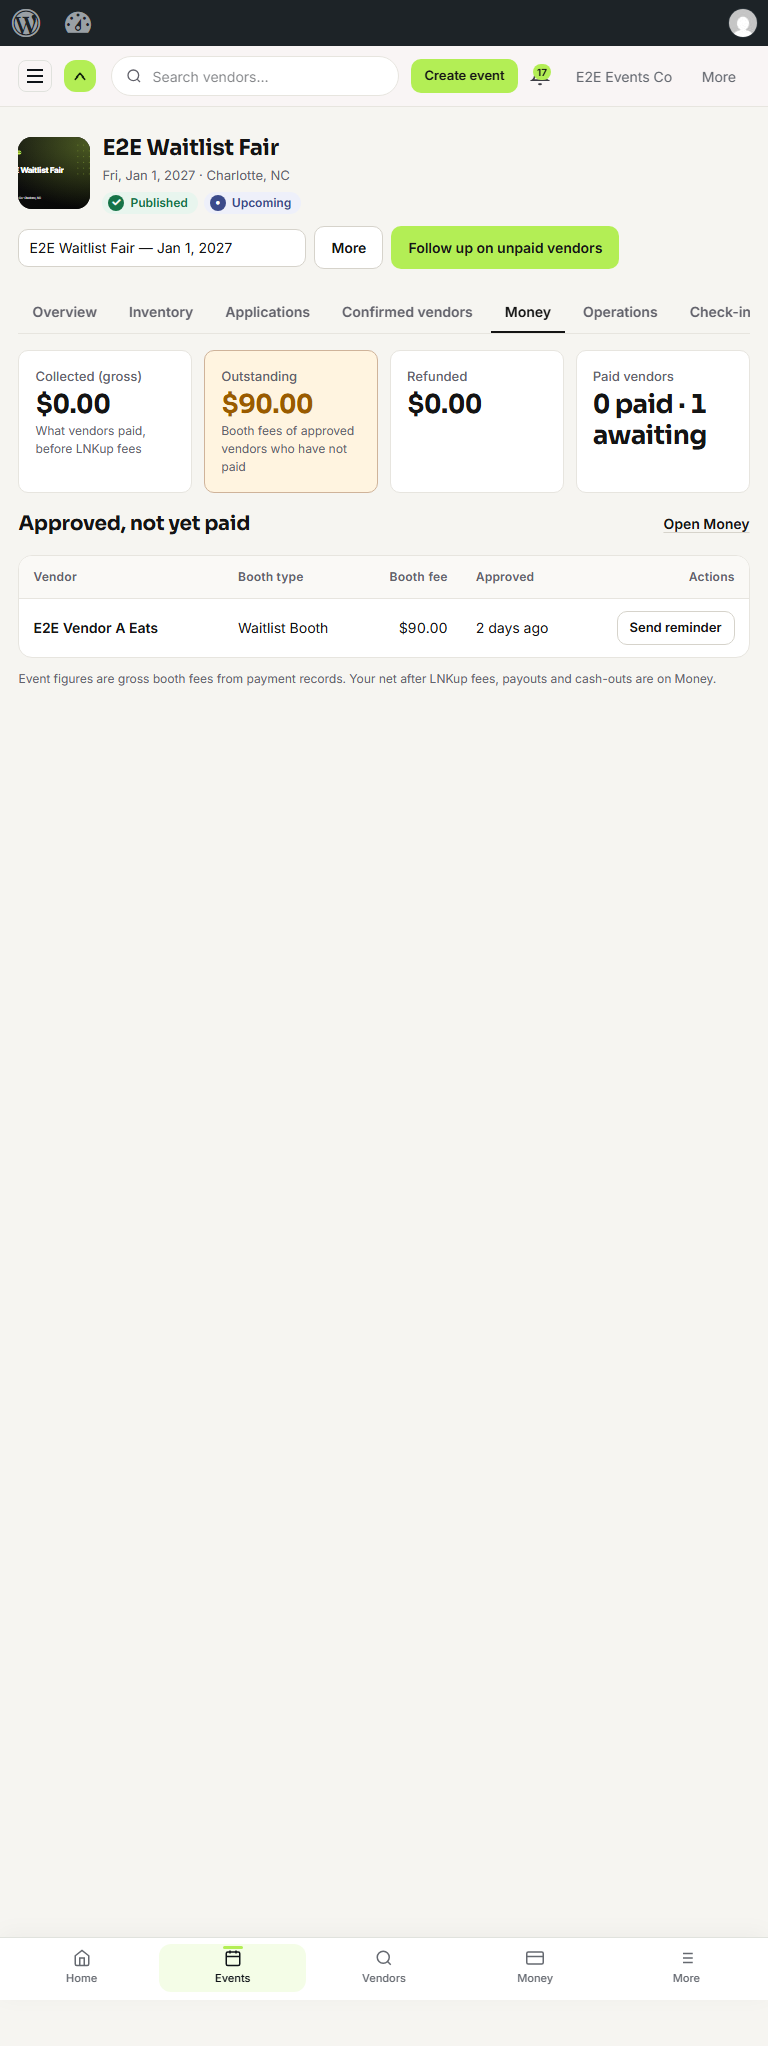 Search vendors...
Create event
17
E2E Events Co
More
Waitlist Fair
E2E Waitlist Fair
Fri, Jan 1, 2027 · Charlotte, NC
Published
Upcoming
E2E Waitlist Fair — Jan 1, 2027
More
Follow up on unpaid vendors
Overview
Inventory
Applications
Confirmed vendors
Money
Operations
Check-in
Collected (gross)
$0.00
What vendors paid,
before LNKup fees
Outstanding
$90.00
Booth fees of approved
vendors who have not
paid
Refunded
$0.00
Paid vendors
0 paid · 1
awaiting
Approved, not yet paid
Open Money
Vendor
Booth type
Booth fee
Approved
Actions
E2E Vendor A Eats
Waitlist Booth
$90.00
2 days ago
Send reminder
Event figures are gross booth fees from payment records. Your net after LNKup fees, payouts and cash-outs are on Money.
Home
Events
Vendors
Money
More